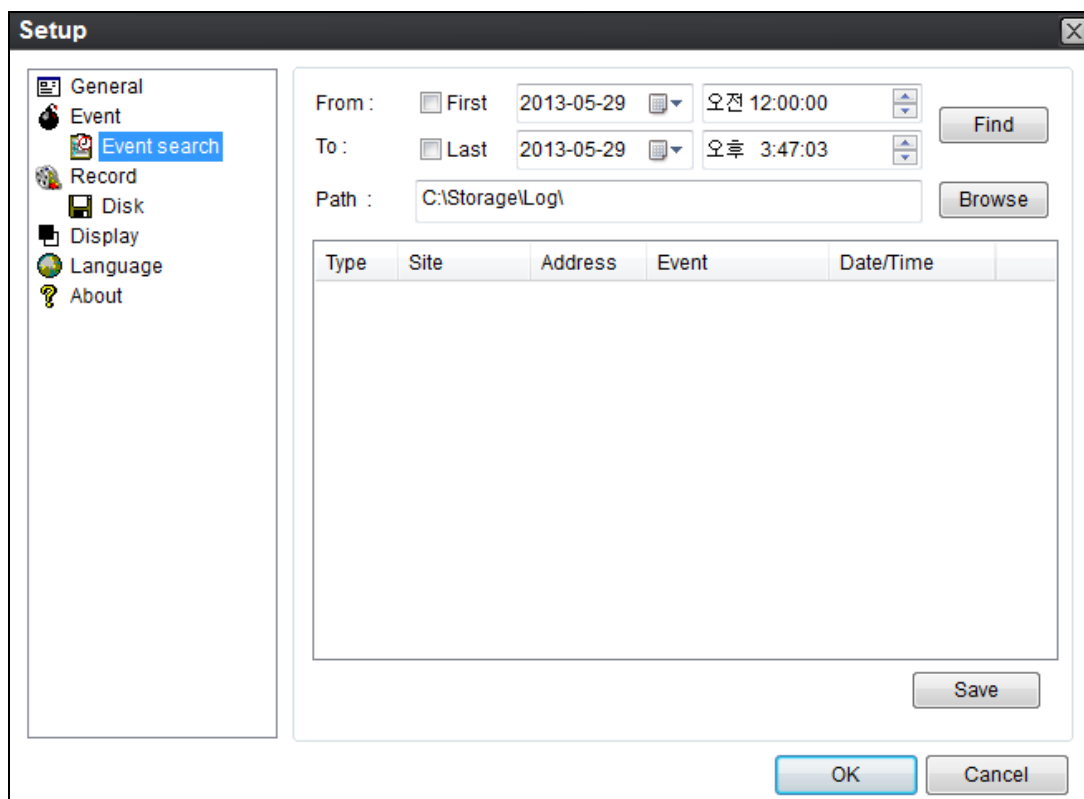 Setup
General
Event
Event search
Record
Disk
Display
Language
About
From : First 2013-05-29 오전 12:00:00 Find
To : Last 2013-05-29 오후 3:47:03
Path : C:\Storage\Log\ Browse
Type Site Address Event Date/Time
Save
OK Cancel